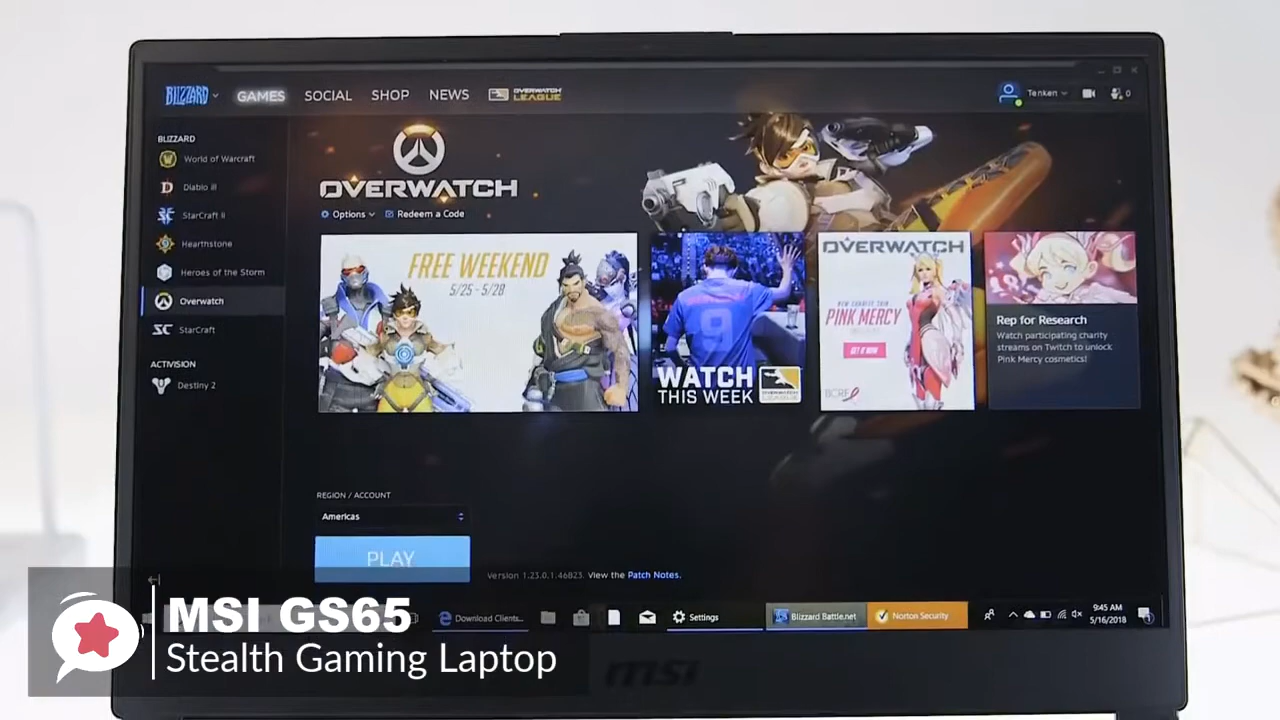 BLIZZARD
GAMES
SOCIAL
SHOP
NEWS
OVERWATCH
LEAGUE
Tenken
0
BLIZZARD
World of Warcraft
Diablo III
StarCraft II
Hearthstone
Heroes of the Storm
Overwatch
SC StarCraft
ACTIVISION
Destiny 2
OVERWATCH
Options
Redeem a Code
FREE WEEKEND
5/25 - 5/28
9
WATCH
THIS WEEK
OVERWATCH
PINK MERCY
GET IT NOW
BCRF
Rep for Research
Watch participating charity
streams on Twitch to unlock
Pink Mercy cosmetics!
REGION / ACCOUNT
Americas
PLAY
Version 1.23.0.1.46823. View the Patch Notes.
Download Clients...
Settings
Blizzard Battle.net
Norton Security
9:45 AM
5/16/2018
msi
MSI GS65
Stealth Gaming Laptop